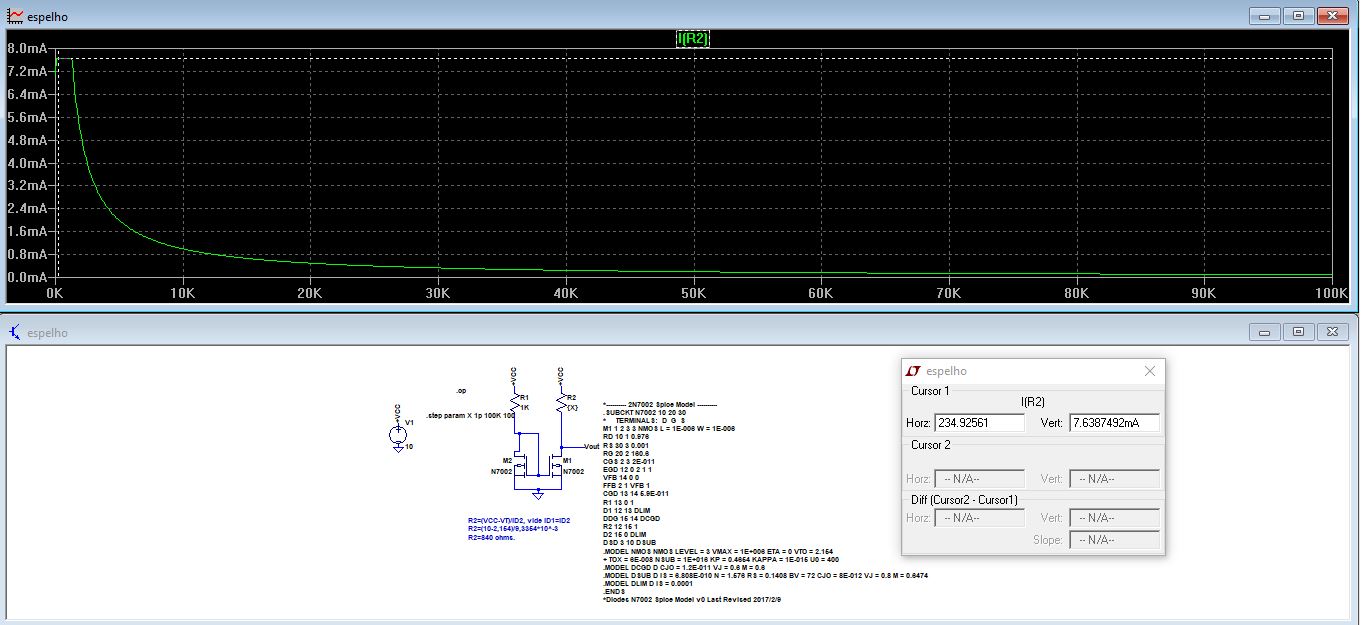 espelho
I(R2)
8.0mA
7.2mA
6.4mA
5.6mA
4.8mA
4.0mA
3.2mA
2.4mA
1.6mA
0.8mA
0.0mA
0K 10K 20K 30K 40K 50K 60K 70K 80K 90K 100K
espelho
+VCC
V1
10
.op
.step param X 1p 100K 100
+VCC
R1
1K
+VCC
R2
{X}
Vout
M2
N7002
M1
N7002
R2=(VCC-VT)/ID2, vide ID1=ID2
R2=(10-2,154)/9,3354*10^-3
R2=840 ohms.
*---------- 2N7002 Spice Model ----------
.SUBCKT N7002 10 20 30
* TERMINALS: D G S
M1 1 2 3 3 NMOS L = 1E-006 W = 1E-006
RD 10 1 0.976
RS 30 3 0.001
RG 20 2 160.6
CGS 2 3 2E-011
EGD 12 0 2 1 1
VFB 14 0 0
FFB 2 1 VFB 1
CGD 13 14 5.9E-011
R1 13 0 1
D1 12 13 DLIM
DDG 15 14 DCGD
R2 12 15 1
D2 15 0 DLIM
DSD 3 10 DSUB
.MODEL NMOS NMOS LEVEL = 3 VMAX = 1E+006 ETA = 0 VTO = 2.154
+ TOX = 6E-008 NSUB = 1E+016 KP = 0.4654 KAPPA = 1E-015 U0 = 400
.MODEL DCGD D CJO = 1.2E-011 VJ = 0.6 M = 0.6
.MODEL DSUB D IS = 6.808E-010 N = 1.576 RS = 0.1408 BV = 72 CJO = 8E-012 VJ = 0.8 M = 0.6474
.MODEL DLIM D IS = 0.0001
.ENDS
*Diodes N7002 Spice Model v0 Last Revised 2017/2/9
espelho
Cursor 1
I(R2)
Horz: 234.92561 Vert: 7.6387492mA
Cursor 2
Horz: -- N/A-- Vert: -- N/A--
Diff (Cursor2 - Cursor1)
Horz: -- N/A-- Vert: -- N/A--
Slope: -- N/A--